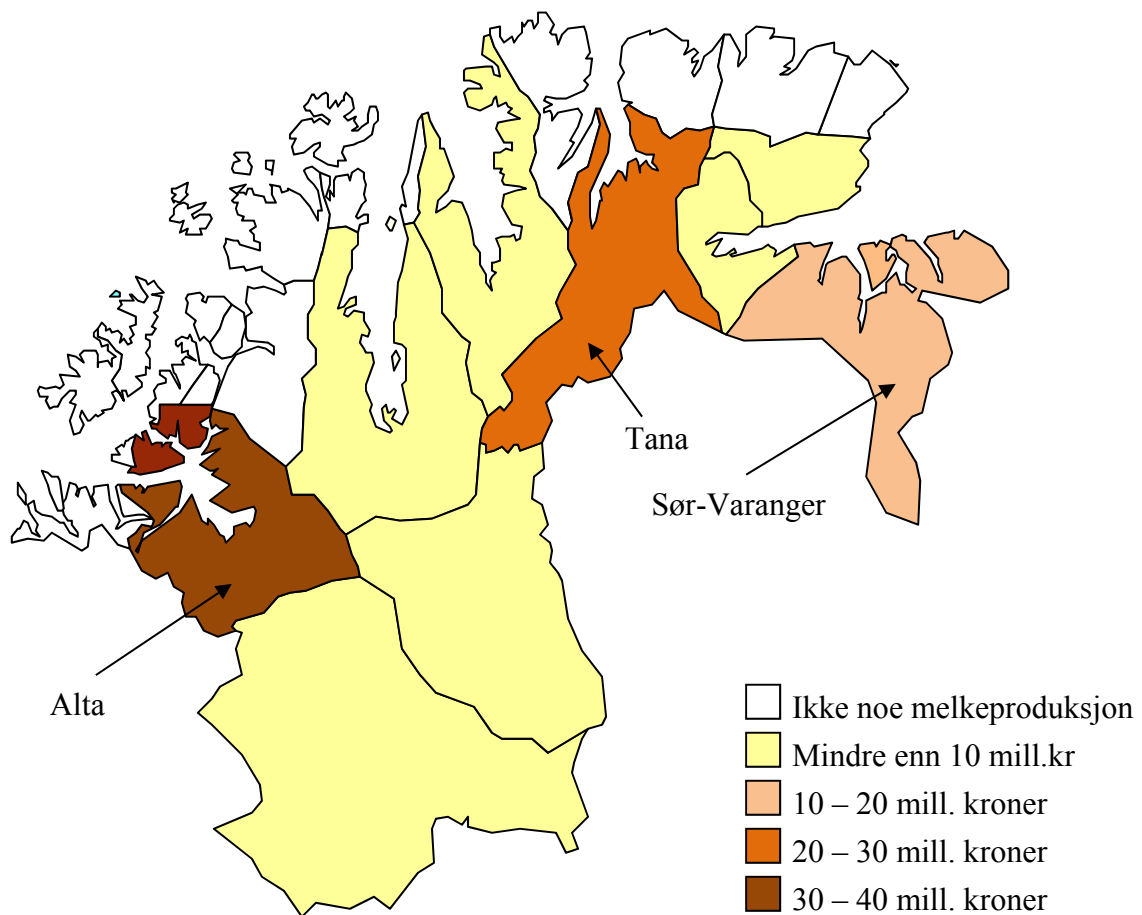 Tana
Sør-Varanger
Alta
Ikke noe melkeproduksjon
Mindre enn 10 mill.kr
10 – 20 mill. kroner
20 – 30 mill. kroner
30 – 40 mill. kroner